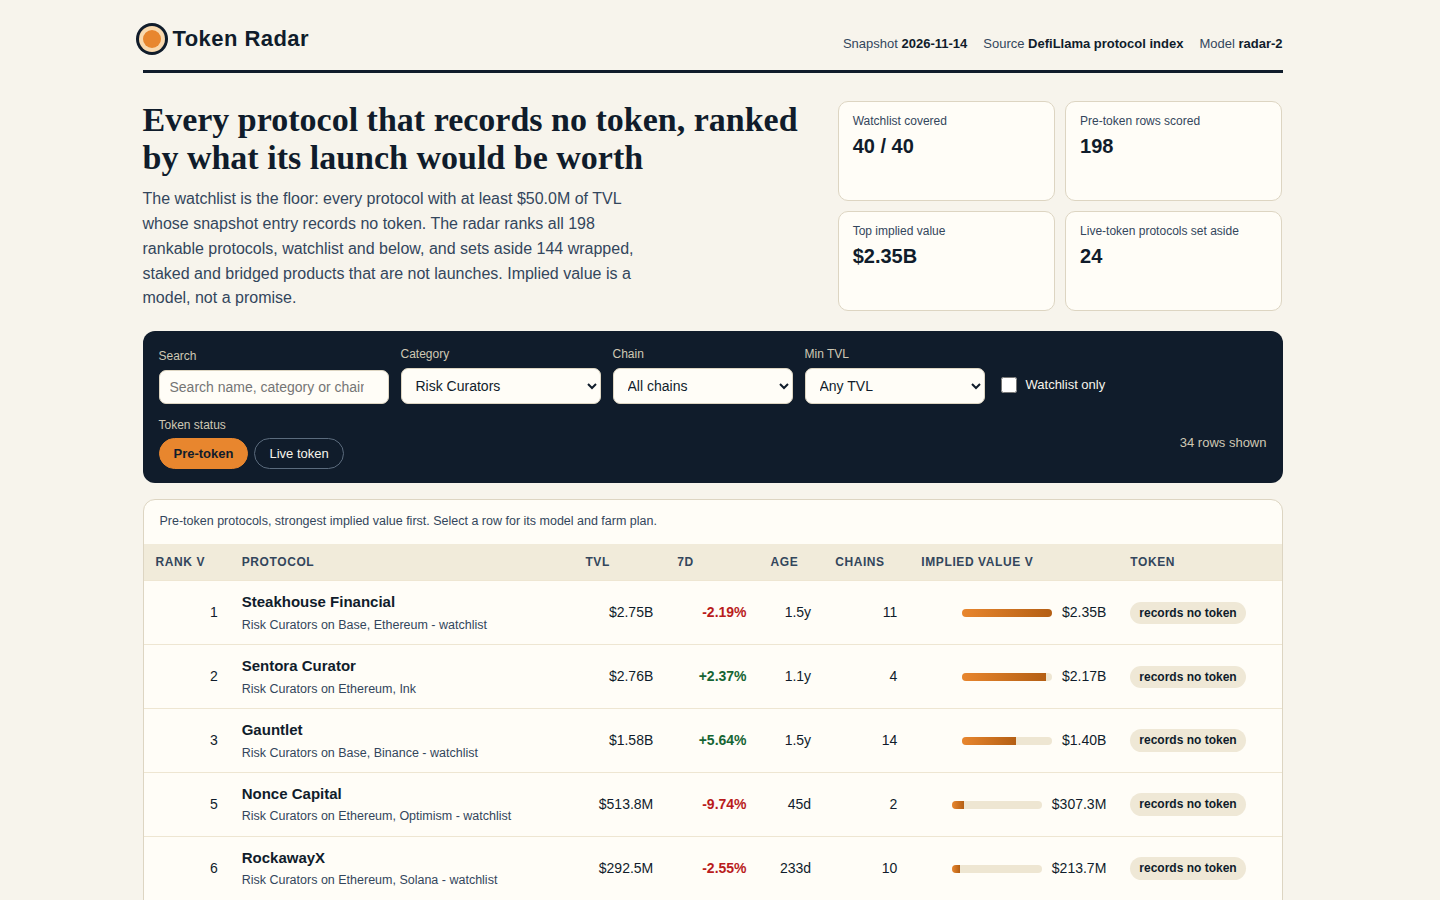 Token Radar
Snapshot 2026-11-14 Source DefiLlama protocol index Model radar-2
Every protocol that records no token, ranked
by what its launch would be worth
The watchlist is the floor: every protocol with at least $50.0M of TVL
whose snapshot entry records no token. The radar ranks all 198
rankable protocols, watchlist and below, and sets aside 144 wrapped,
staked and bridged products that are not launches. Implied value is a
model, not a promise.
Watchlist covered
40 / 40
Pre-token rows scored
198
Top implied value
$2.35B
Live-token protocols set aside
24
Search
Category
Chain
Min TVL
Search name, category or chair
Risk Curators
All chains
Any TVL
Watchlist only
Token status
Pre-token
Live token
34 rows shown
Pre-token protocols, strongest implied value first. Select a row for its model and farm plan.
RANK V PROTOCOL TVL 7D AGE CHAINS IMPLIED VALUE V TOKEN
1 Steakhouse Financial $2.75B -2.19% 1.5y 11 $2.35B records no token
Risk Curators on Base, Ethereum - watchlist
2 Sentora Curator $2.76B +2.37% 1.1y 4 $2.17B records no token
Risk Curators on Ethereum, Ink
3 Gauntlet $1.58B +5.64% 1.5y 14 $1.40B records no token
Risk Curators on Base, Binance - watchlist
5 Nonce Capital $513.8M -9.74% 45d 2 $307.3M records no token
Risk Curators on Ethereum, Optimism - watchlist
6 RockawayX $292.5M -2.55% 233d 10 $213.7M records no token
Risk Curators on Ethereum, Solana - watchlist